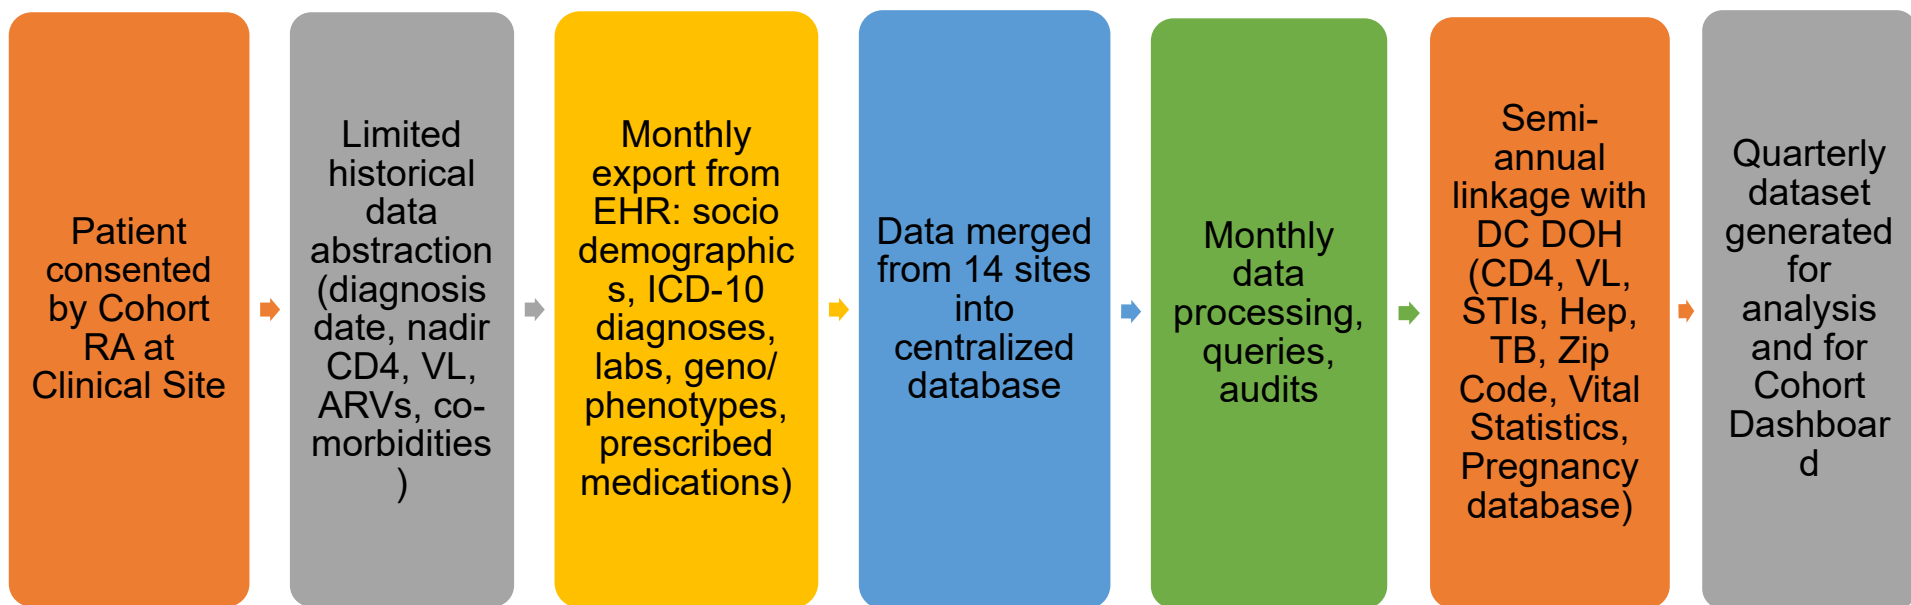 Patient
consented
by Cohort
RA at
Clinical Site
Limited
historical
data
abstraction
(diagnosis
date, nadir
CD4, VL,
ARVs, co-
morbidities
)
Monthly
export from
EHR: socio
demographic
s, ICD-10
diagnoses,
labs, geno/
phenotypes,
prescribed
medications)
Data merged
from 14 sites
into
centralized
database
Monthly
data
processing,
queries,
audits
Semi-
annual
linkage with
DC DOH
(CD4, VL,
STIs, Hep,
TB, Zip
Code, Vital
Statistics,
Pregnancy
database)
Quarterly
dataset
generated
for
analysis
and for
Cohort
Dashboar
d